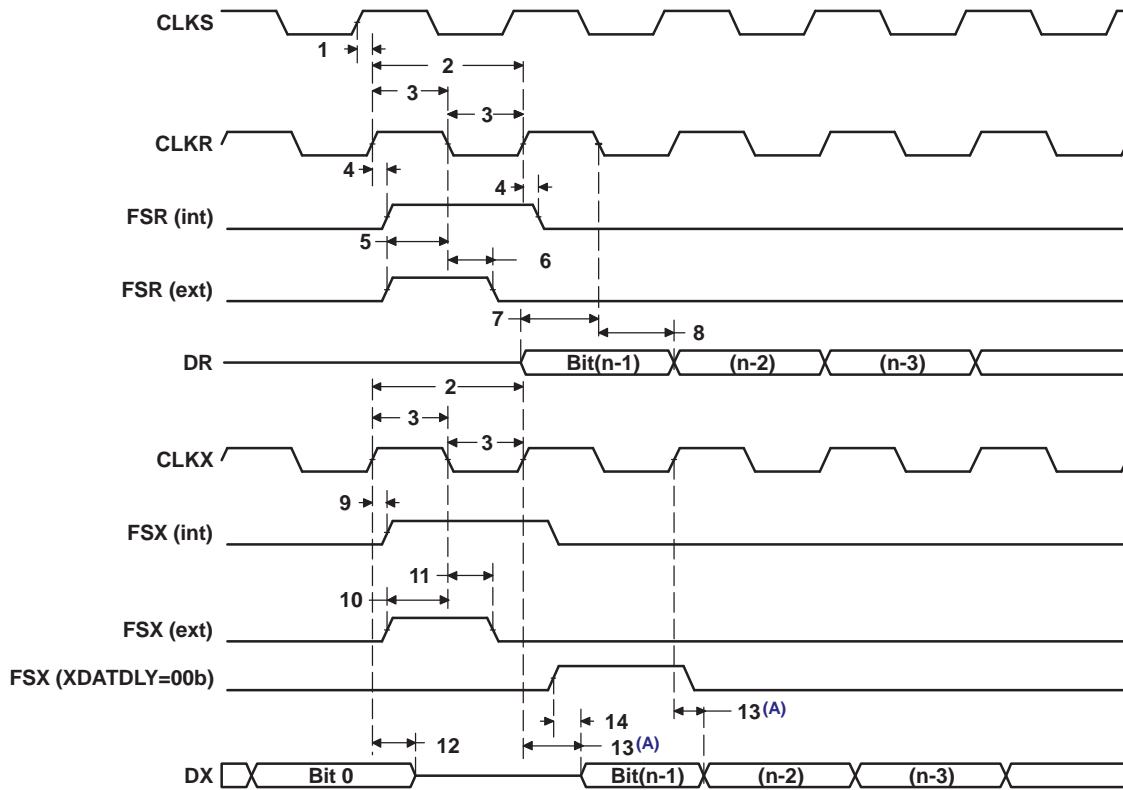 CLKS
1
2
3
3
CLKR
4
4
FSR (int)
5
6
FSR (ext)
7
8
DR
Bit(n-1) (n-2) (n-3)
2
3
3
CLKX
9
FSX (int)
11
10
FSX (ext)
FSX (XDATDLY=00b)
13(A)
14
12
13(A)
DX
Bit 0 Bit(n-1) (n-2) (n-3)